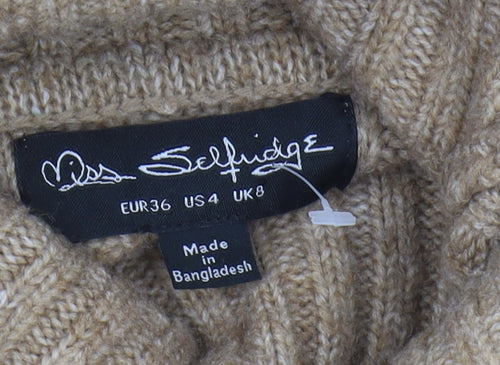 Miss Selfridge
EUR36 US4 UK8
Made
in
Bangladesh